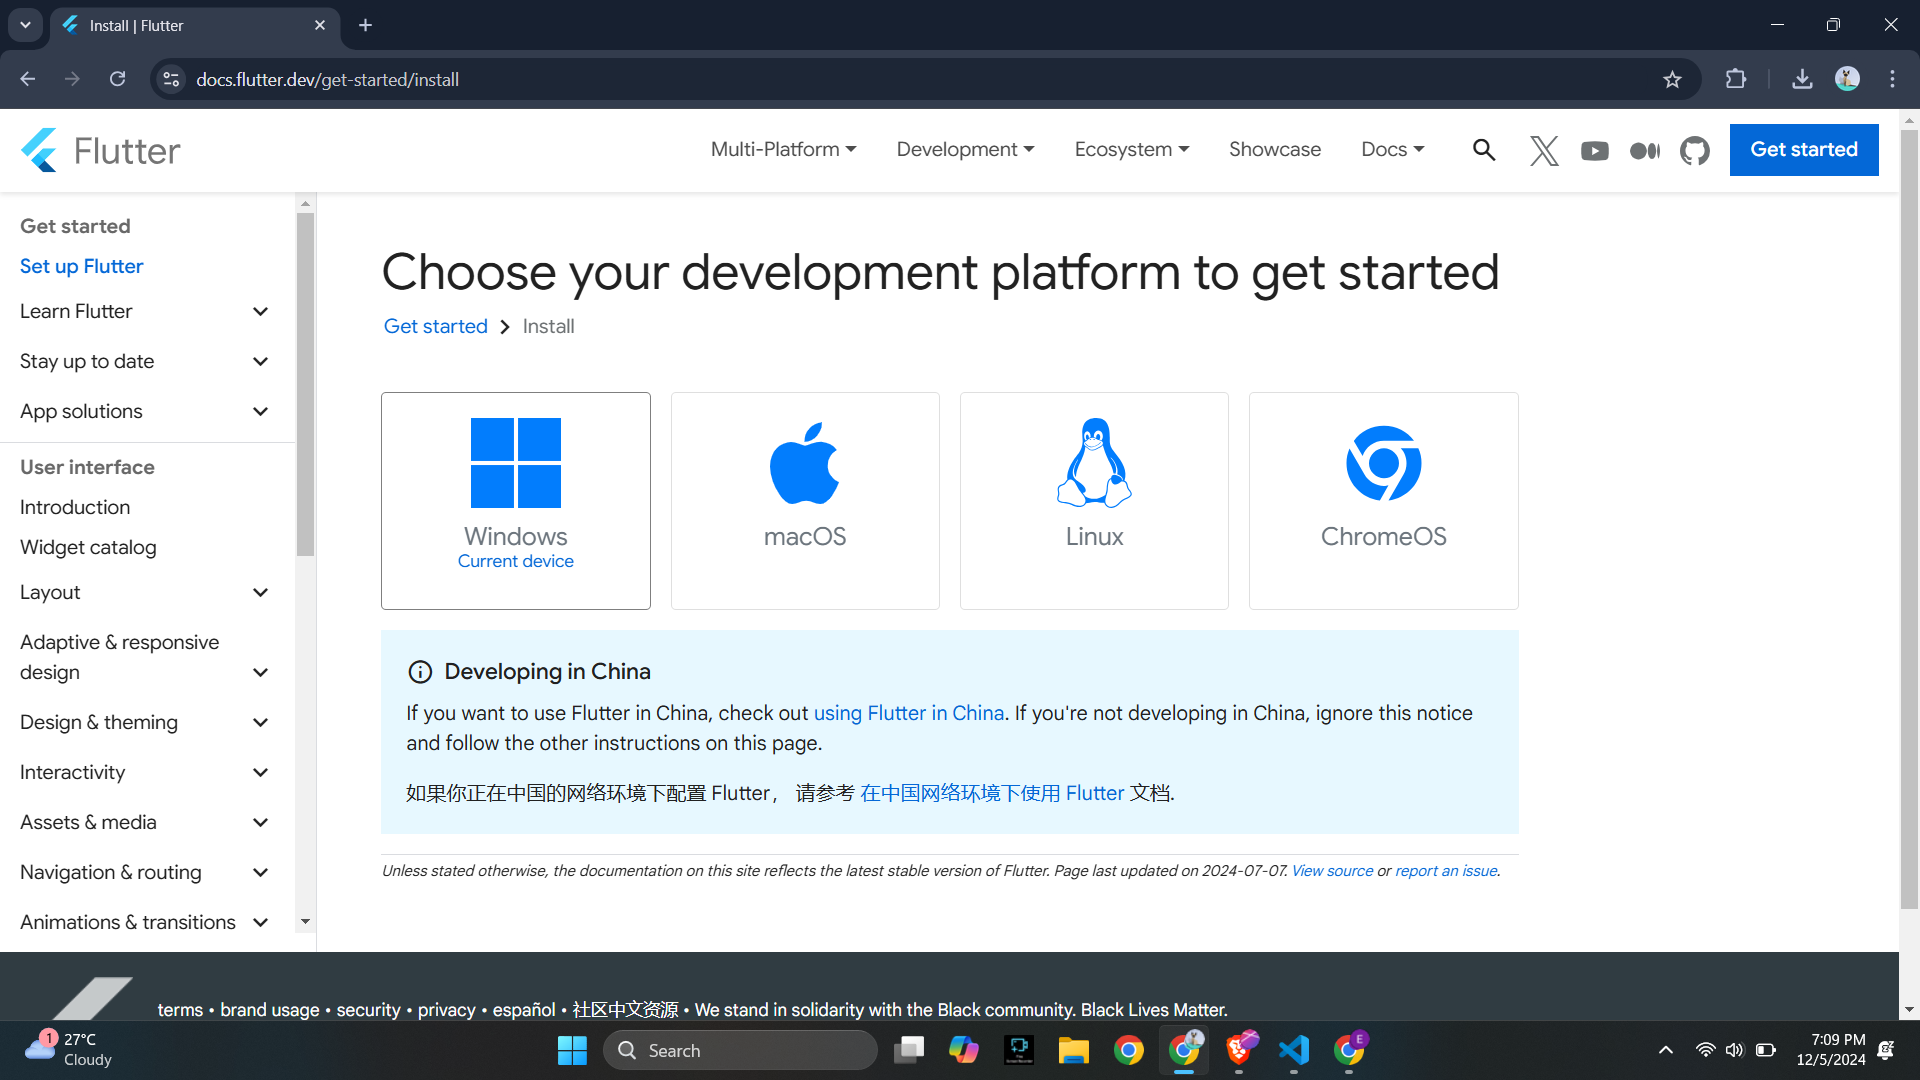 Install | Flutter
docs.flutter.dev/get-started/install
Flutter
Multi-Platform
Development
Ecosystem
Showcase
Docs
Get started
Get started
Set up Flutter
Learn Flutter
Stay up to date
App solutions
User interface
Introduction
Widget catalog
Layout
Adaptive & responsive
design
Design & theming
Interactivity
Assets & media
Navigation & routing
Animations & transitions
Choose your development platform to get started
Get started
Install
Windows
Current device
macOS
Linux
ChromeOS
Developing in China
If you want to use Flutter in China, check out using Flutter in China. If you're not developing in China, ignore this notice
and follow the other instructions on this page.
如果你正在中国的网络环境下配置 Flutter， 请参考 在中国网络环境下使用 Flutter 文档.
Unless stated otherwise, the documentation on this site reflects the latest stable version of Flutter. Page last updated on 2024-07-07. View source or report an issue.
terms • brand usage • security • privacy • español • 社区中文资源 • We stand in solidarity with the Black community. Black Lives Matter.
1
27°C
Cloudy
Search
E
7:09 PM
12/5/2024